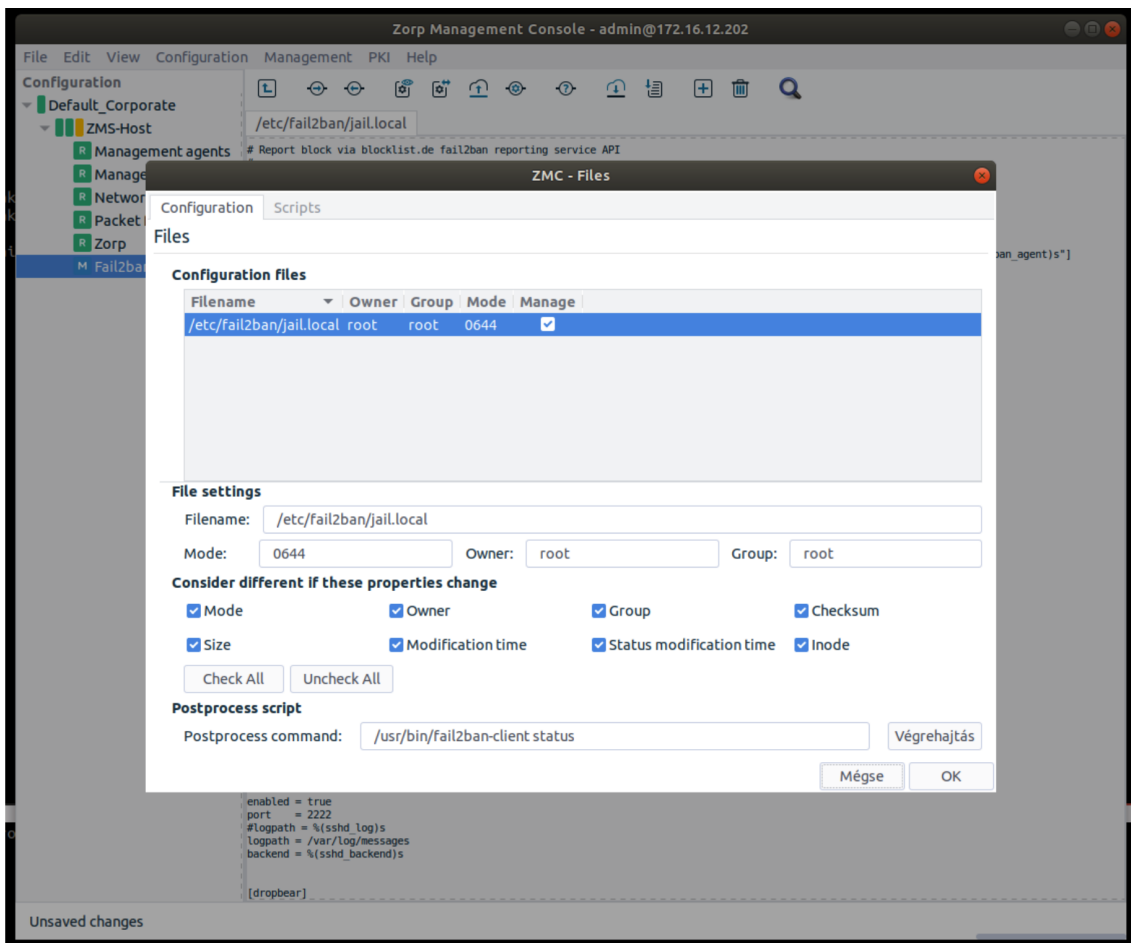 Zorp Management Console - admin@172.16.12.202
File Edit View Configuration Management PKI Help
Configuration
Default_Corporate
ZMS-Host
R Management agents
R Manage
R Networ
R Packet
R Zorp
M Fail2ban
/etc/fail2ban/jail.local
# Report block via blocklist.de fail2ban reporting service API
ban_agent)s"]
ZMC - Files
Configuration Scripts
Files
Configuration files
Filename Owner Group Mode Manage
/etc/fail2ban/jail.local root root 0644
File settings
Filename: /etc/fail2ban/jail.local
Mode: 0644 Owner: root Group: root
Consider different if these properties change
Mode Owner Group Checksum
Size Modification time Status modification time Inode
Check All Uncheck All
Postprocess script
Postprocess command: /usr/bin/fail2ban-client status Végrehajtás
Mégse OK
enabled = true
port = 2222
#logpath = %(sshd_log)s
logpath = /var/log/messages
backend = %(sshd_backend)s
[dropbear]
Unsaved changes